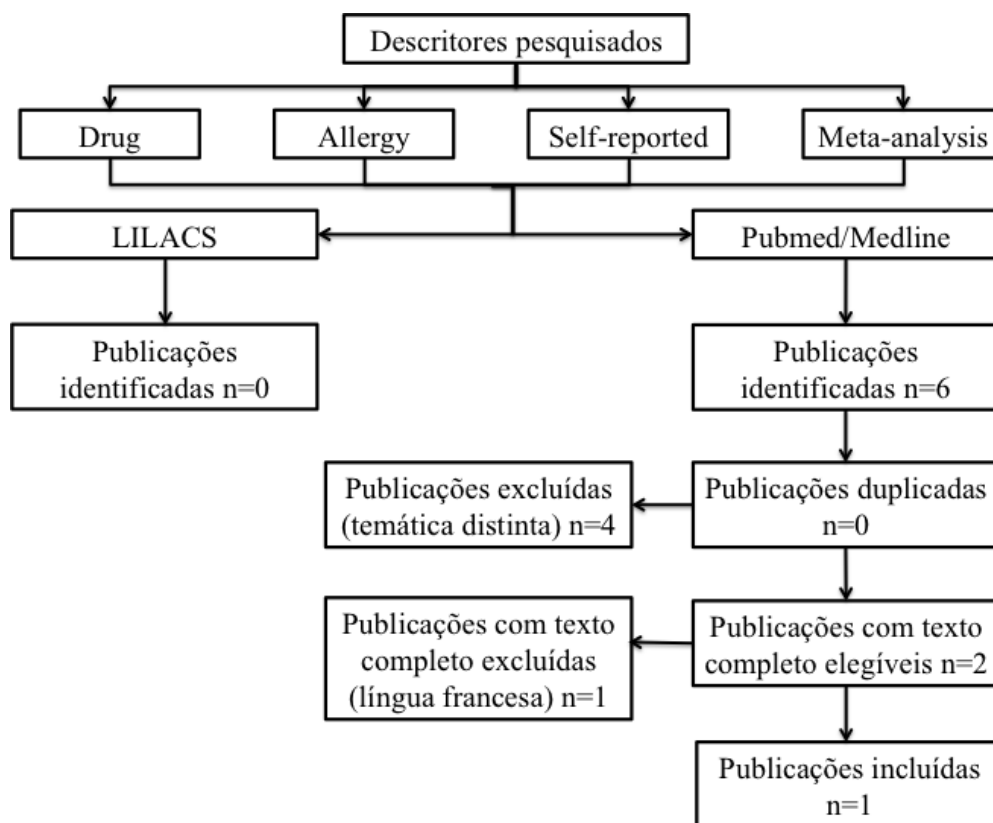 Descritores pesquisados
Drug
Allergy
Self-reported
Meta-analysis
LILACS
Pubmed/Medline
Publicações
identificadas n=0
Publicações
identificadas n=6
Publicações excluídas
(temática distinta) n=4
Publicações duplicadas
n=0
Publicações com texto
completo excluídas
(língua francesa) n=1
Publicações com texto
completo elegíveis n=2
Publicações incluídas
n=1